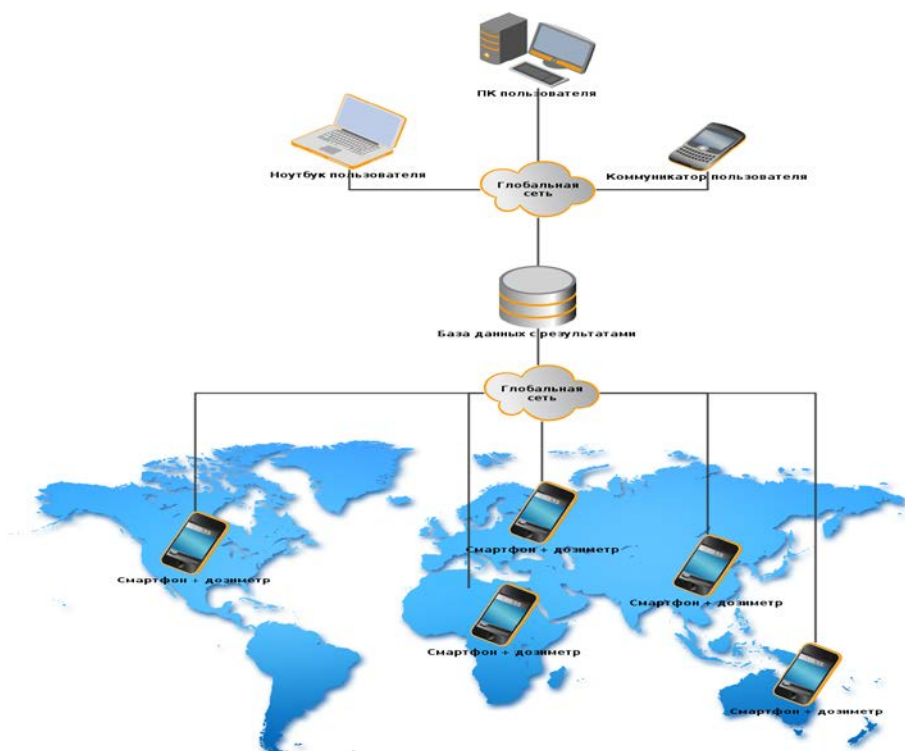 ПК пользователя
Ноутбук пользователя
Коммуникатор пользователя
Глобальная
сеть
База данных с результатами
Глобальная
сеть
Смартфон + дозиметр
Смартфон + дозиметр
Смартфон + дозиметр
Смартфон + дозиметр
Смартфон + дозиметр